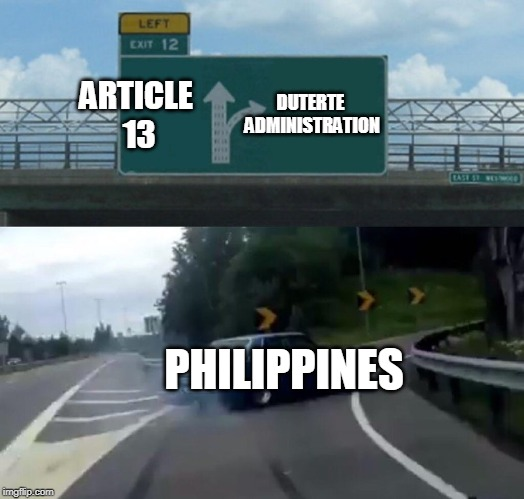 LEFT
EXIT 12
ARTICLE
13
DUTERTE
ADMINISTRATION
PHILIPPINES
imgflip.com